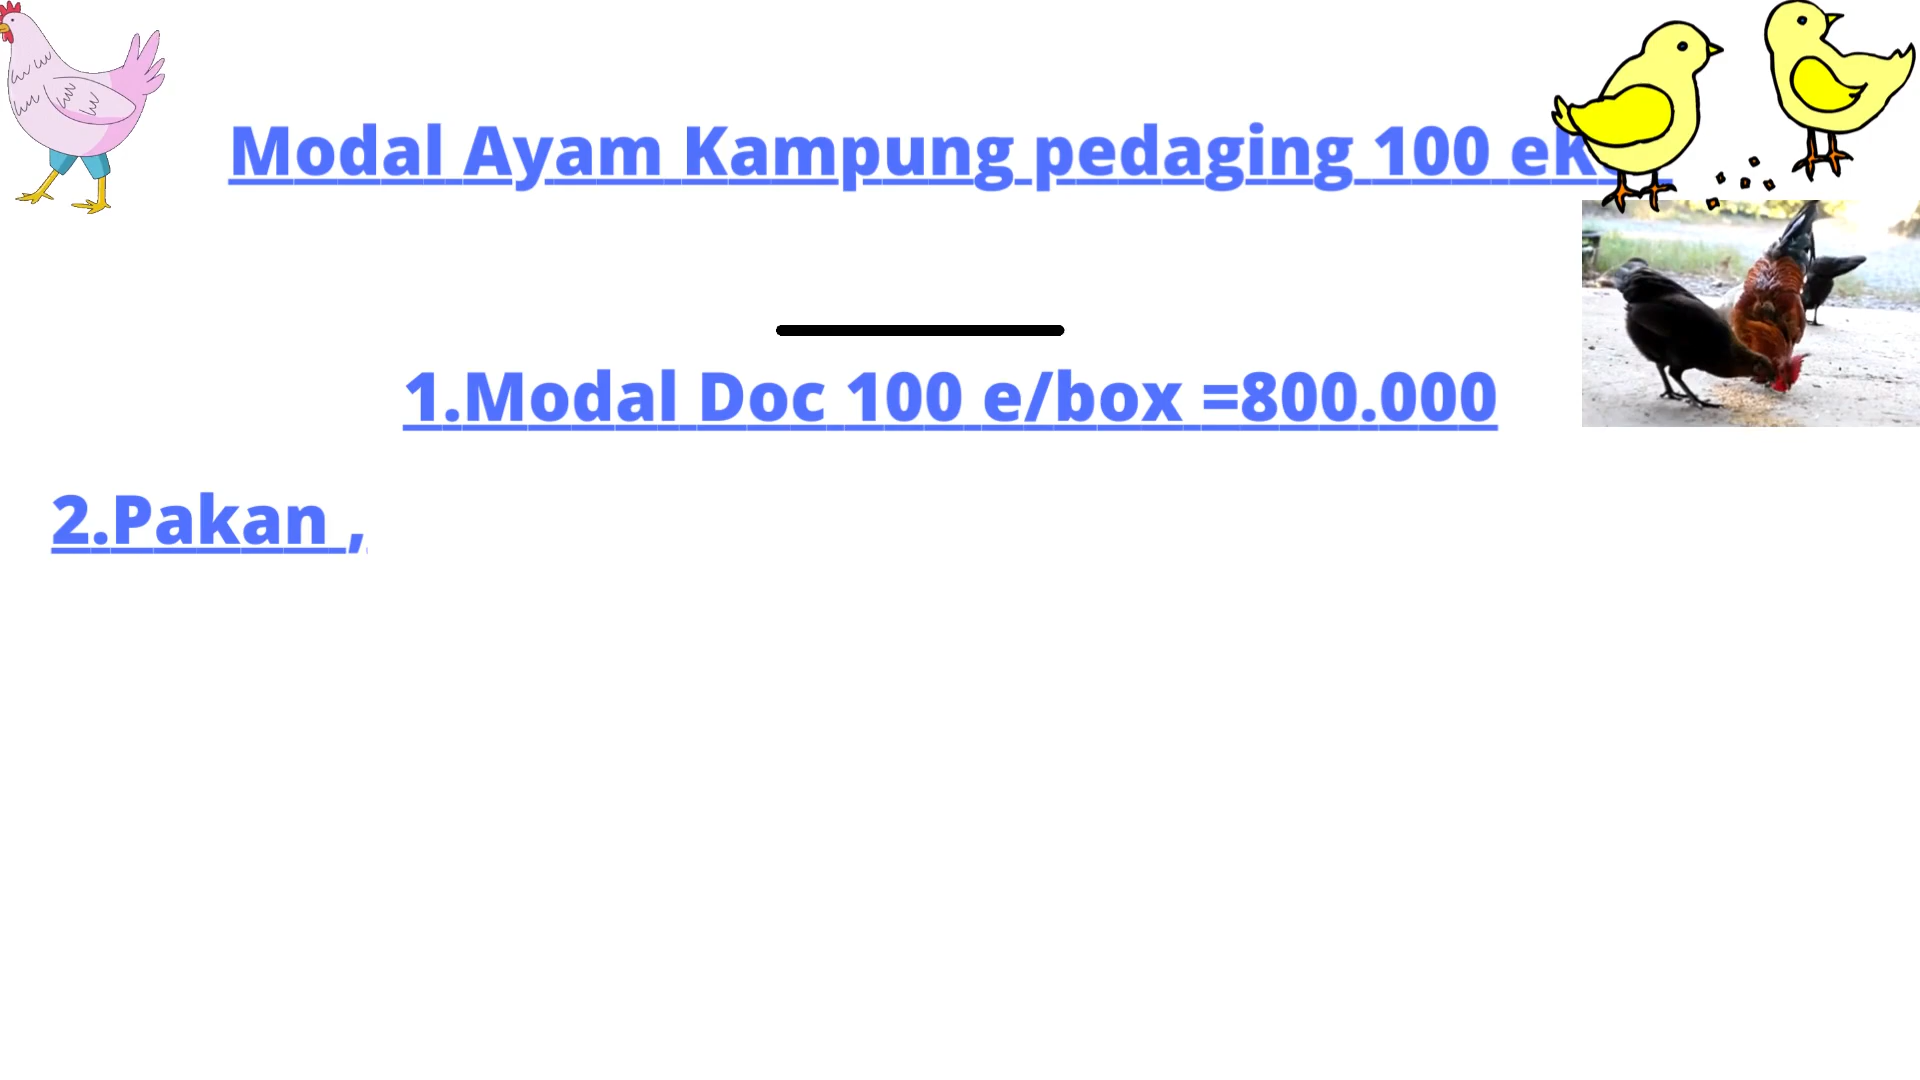 Modal Ayam Kampung pedaging 100
1.Modal Doc 100 e/box =800.000
2.Pakan ,